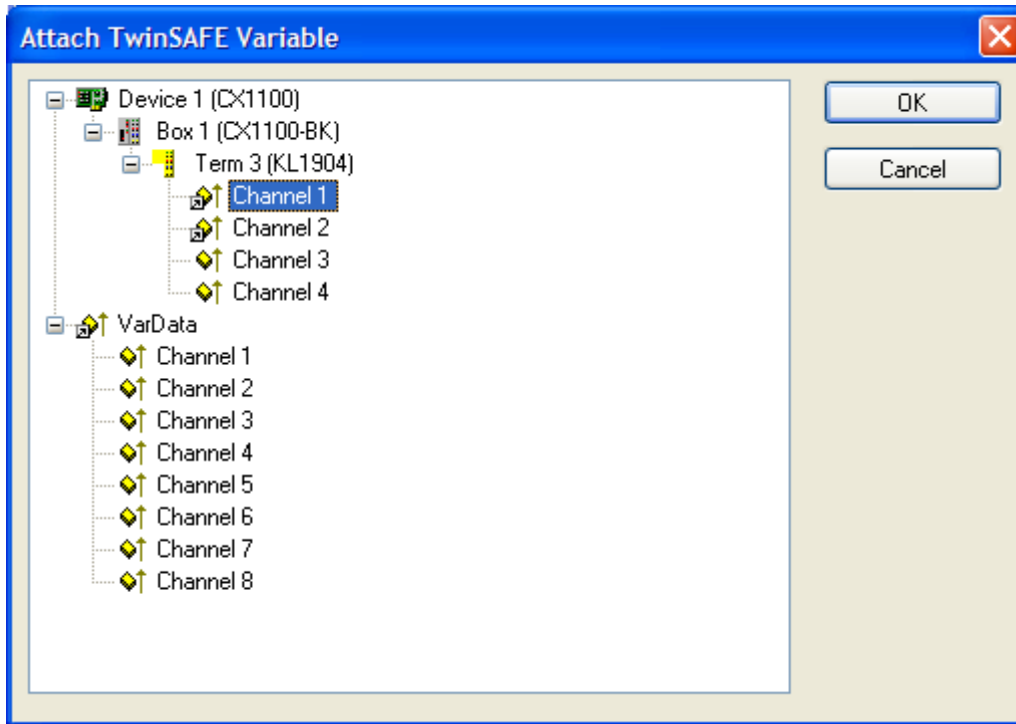 Attach TwinSAFE Variable
Device 1 (CX1100)
Box 1 (CX1100-BK)
Term 3 (KL1904)
Channel 1
Channel 2
Channel 3
Channel 4
VarData
Channel 1
Channel 2
Channel 3
Channel 4
Channel 5
Channel 6
Channel 7
Channel 8
OK
Cancel